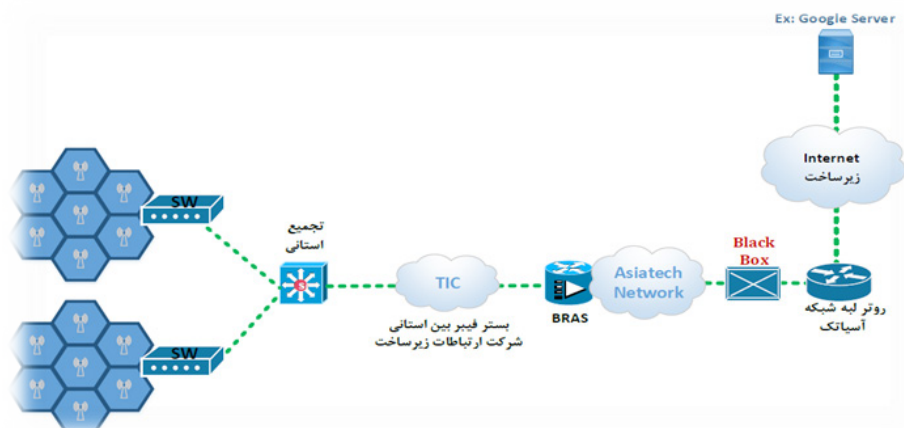 Ex: Google Server
Internet
زیرساخت
SW
تجمیع
استانی
Black
Box
TIC
Asiatech
Network
BRAS
روتر لبه شبکه
آسیاتک
بستر فیبر بین استانی
شرکت ارتباطات زیرساخت
SW